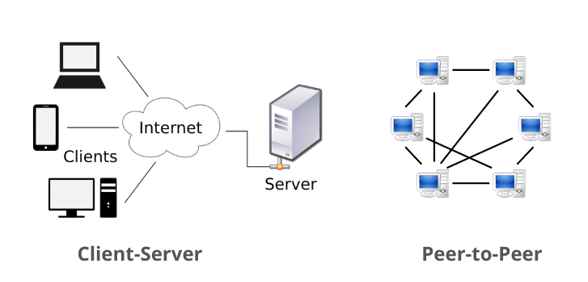 Internet
Clients
Server
Client-Server
Peer-to-Peer